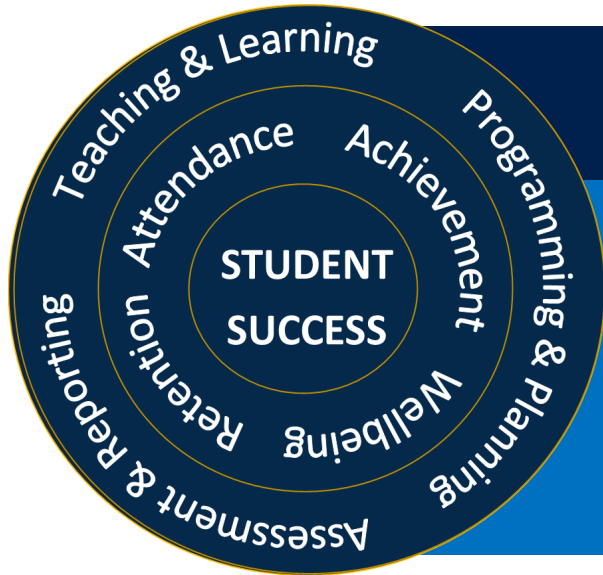 Teaching & Learning
Programming & Planning
Assessment & Reporting
Attendance
Achievement
Wellbeing
Retention
STUDENT
SUCCESS